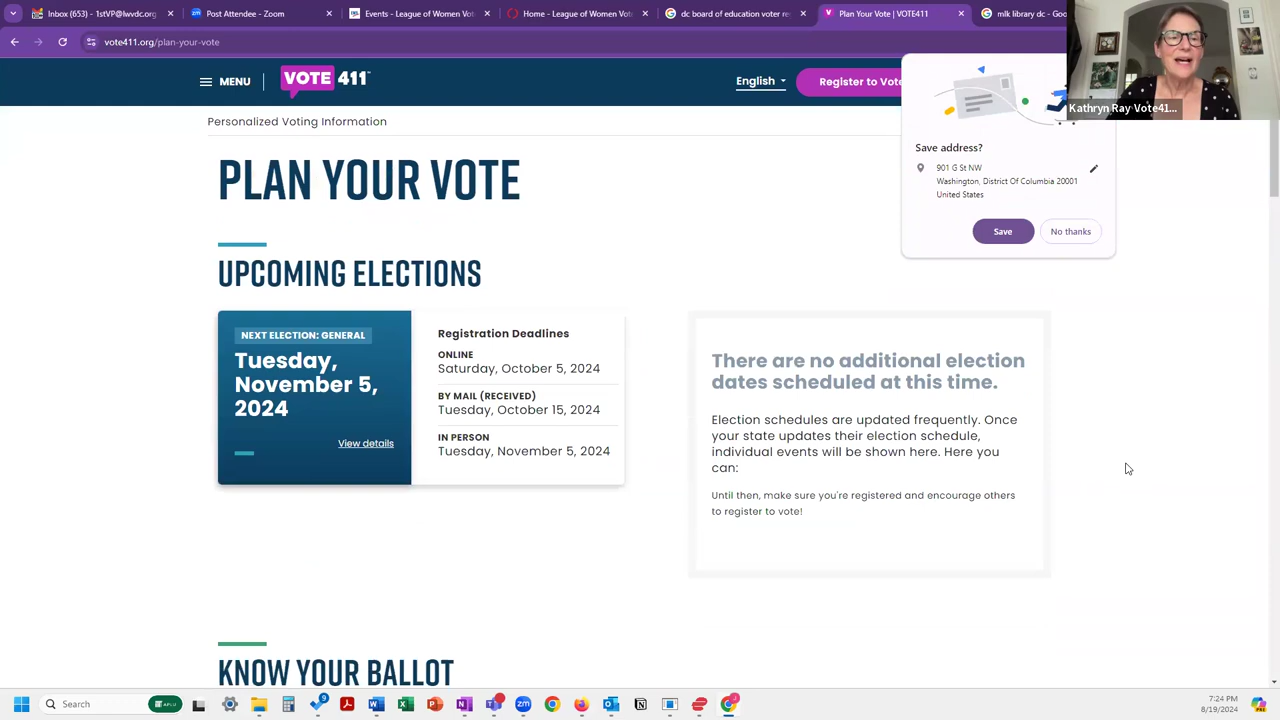 Inbox (653) - 1stVP@lwvdc.org
Post Attendee - Zoom
Events - League of Women Vot
Home - League of Women Vote
dc board of education voter re
Plan Your Vote | VOTE411
mlk library dc - Goo
vote411.org/plan-your-vote
MENU
VOTE 411
English
Register to Vote
Kathryn Ray Vote41...
Personalized Voting Information
Save address?
901 G St NW
Washington, District Of Columbia 20001
United States
Save
No thanks
PLAN YOUR VOTE
UPCOMING ELECTIONS
NEXT ELECTION: GENERAL
Tuesday,
November 5,
2024
View details
Registration Deadlines
ONLINE
Saturday, October 5, 2024
BY MAIL (RECEIVED)
Tuesday, October 15, 2024
IN PERSON
Tuesday, November 5, 2024
There are no additional election
dates scheduled at this time.
Election schedules are updated frequently. Once
your state updates their election schedule,
individual events will be shown here. Here you
can:
Until then, make sure you're registered and encourage others
to register to vote!
KNOW YOUR BALLOT
Search
7:24 PM
8/19/2024